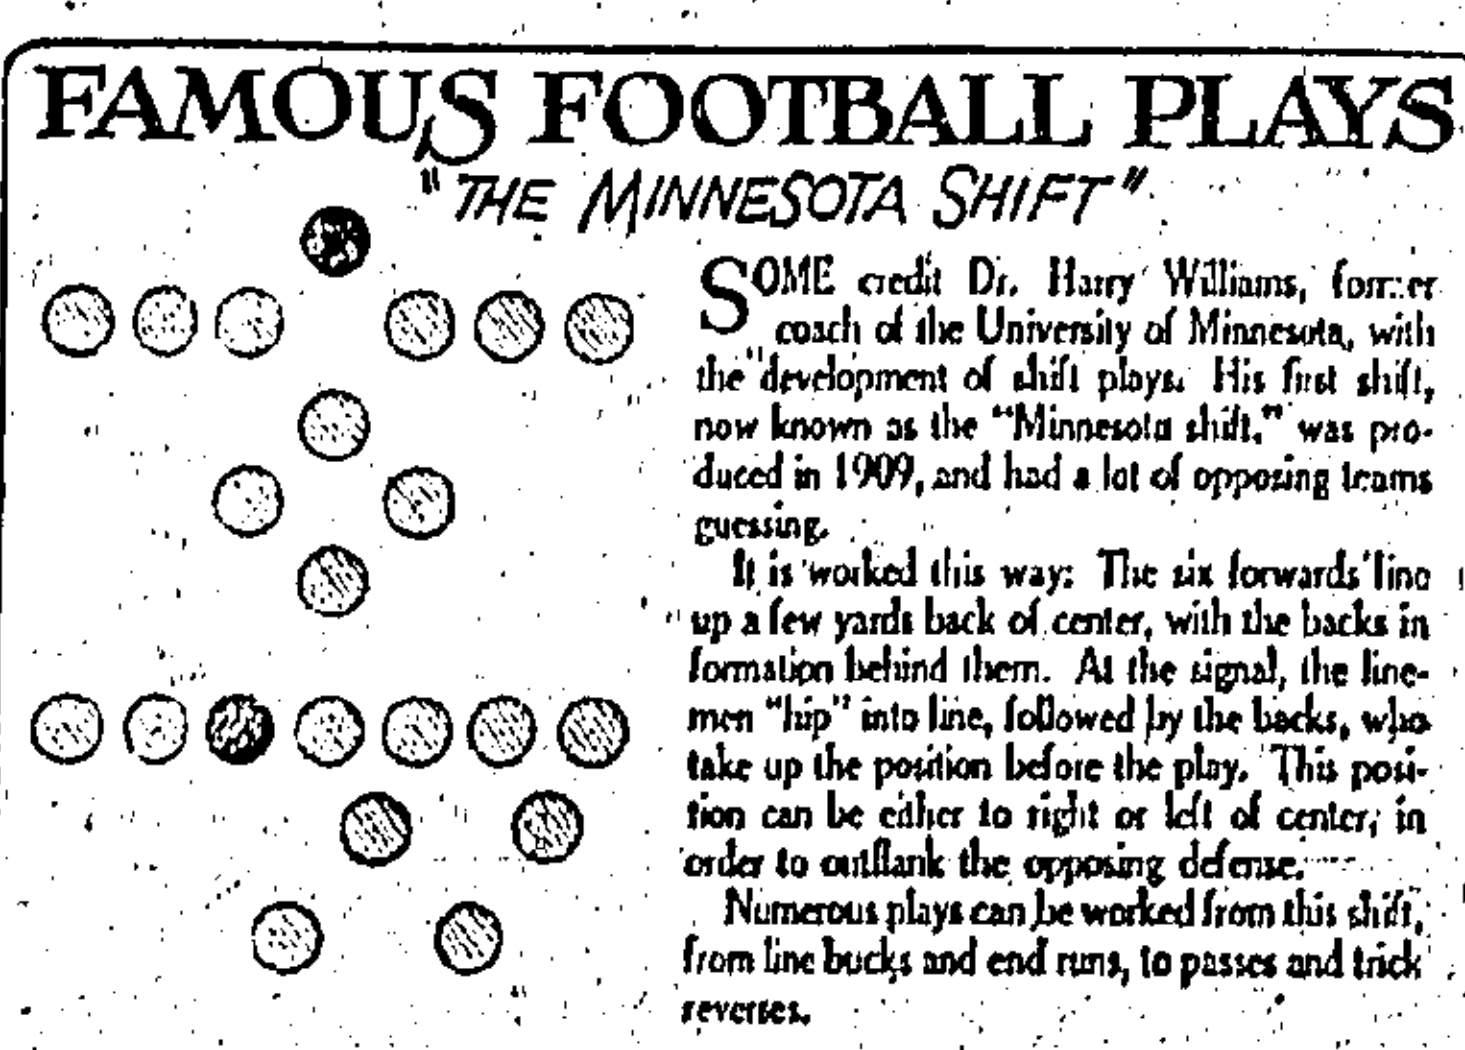 FAMOUS FOOTBALL PLAYS
"THE MINNESOTA SHIFT"
SOME credit Dr. Harry Williams, former
coach of the University of Minnesota, with
the development of shift plays. His first shift,
now known as the "Minnesota shift," was pro-
duced in 1909, and had a lot of opposing teams
guessing.
It is worked this way: The six forwards line
up a few yards back of center, with the backs in
formation behind them. At the signal, the line-
men "hip" into line, followed by the backs, who
take up the position before the play. This posi-
tion can be either to right or left of center, in
order to outflank the opposing defense.
Numerous plays can be worked from this shift,
from line bucks and end runs, to passes and trick
reverses.